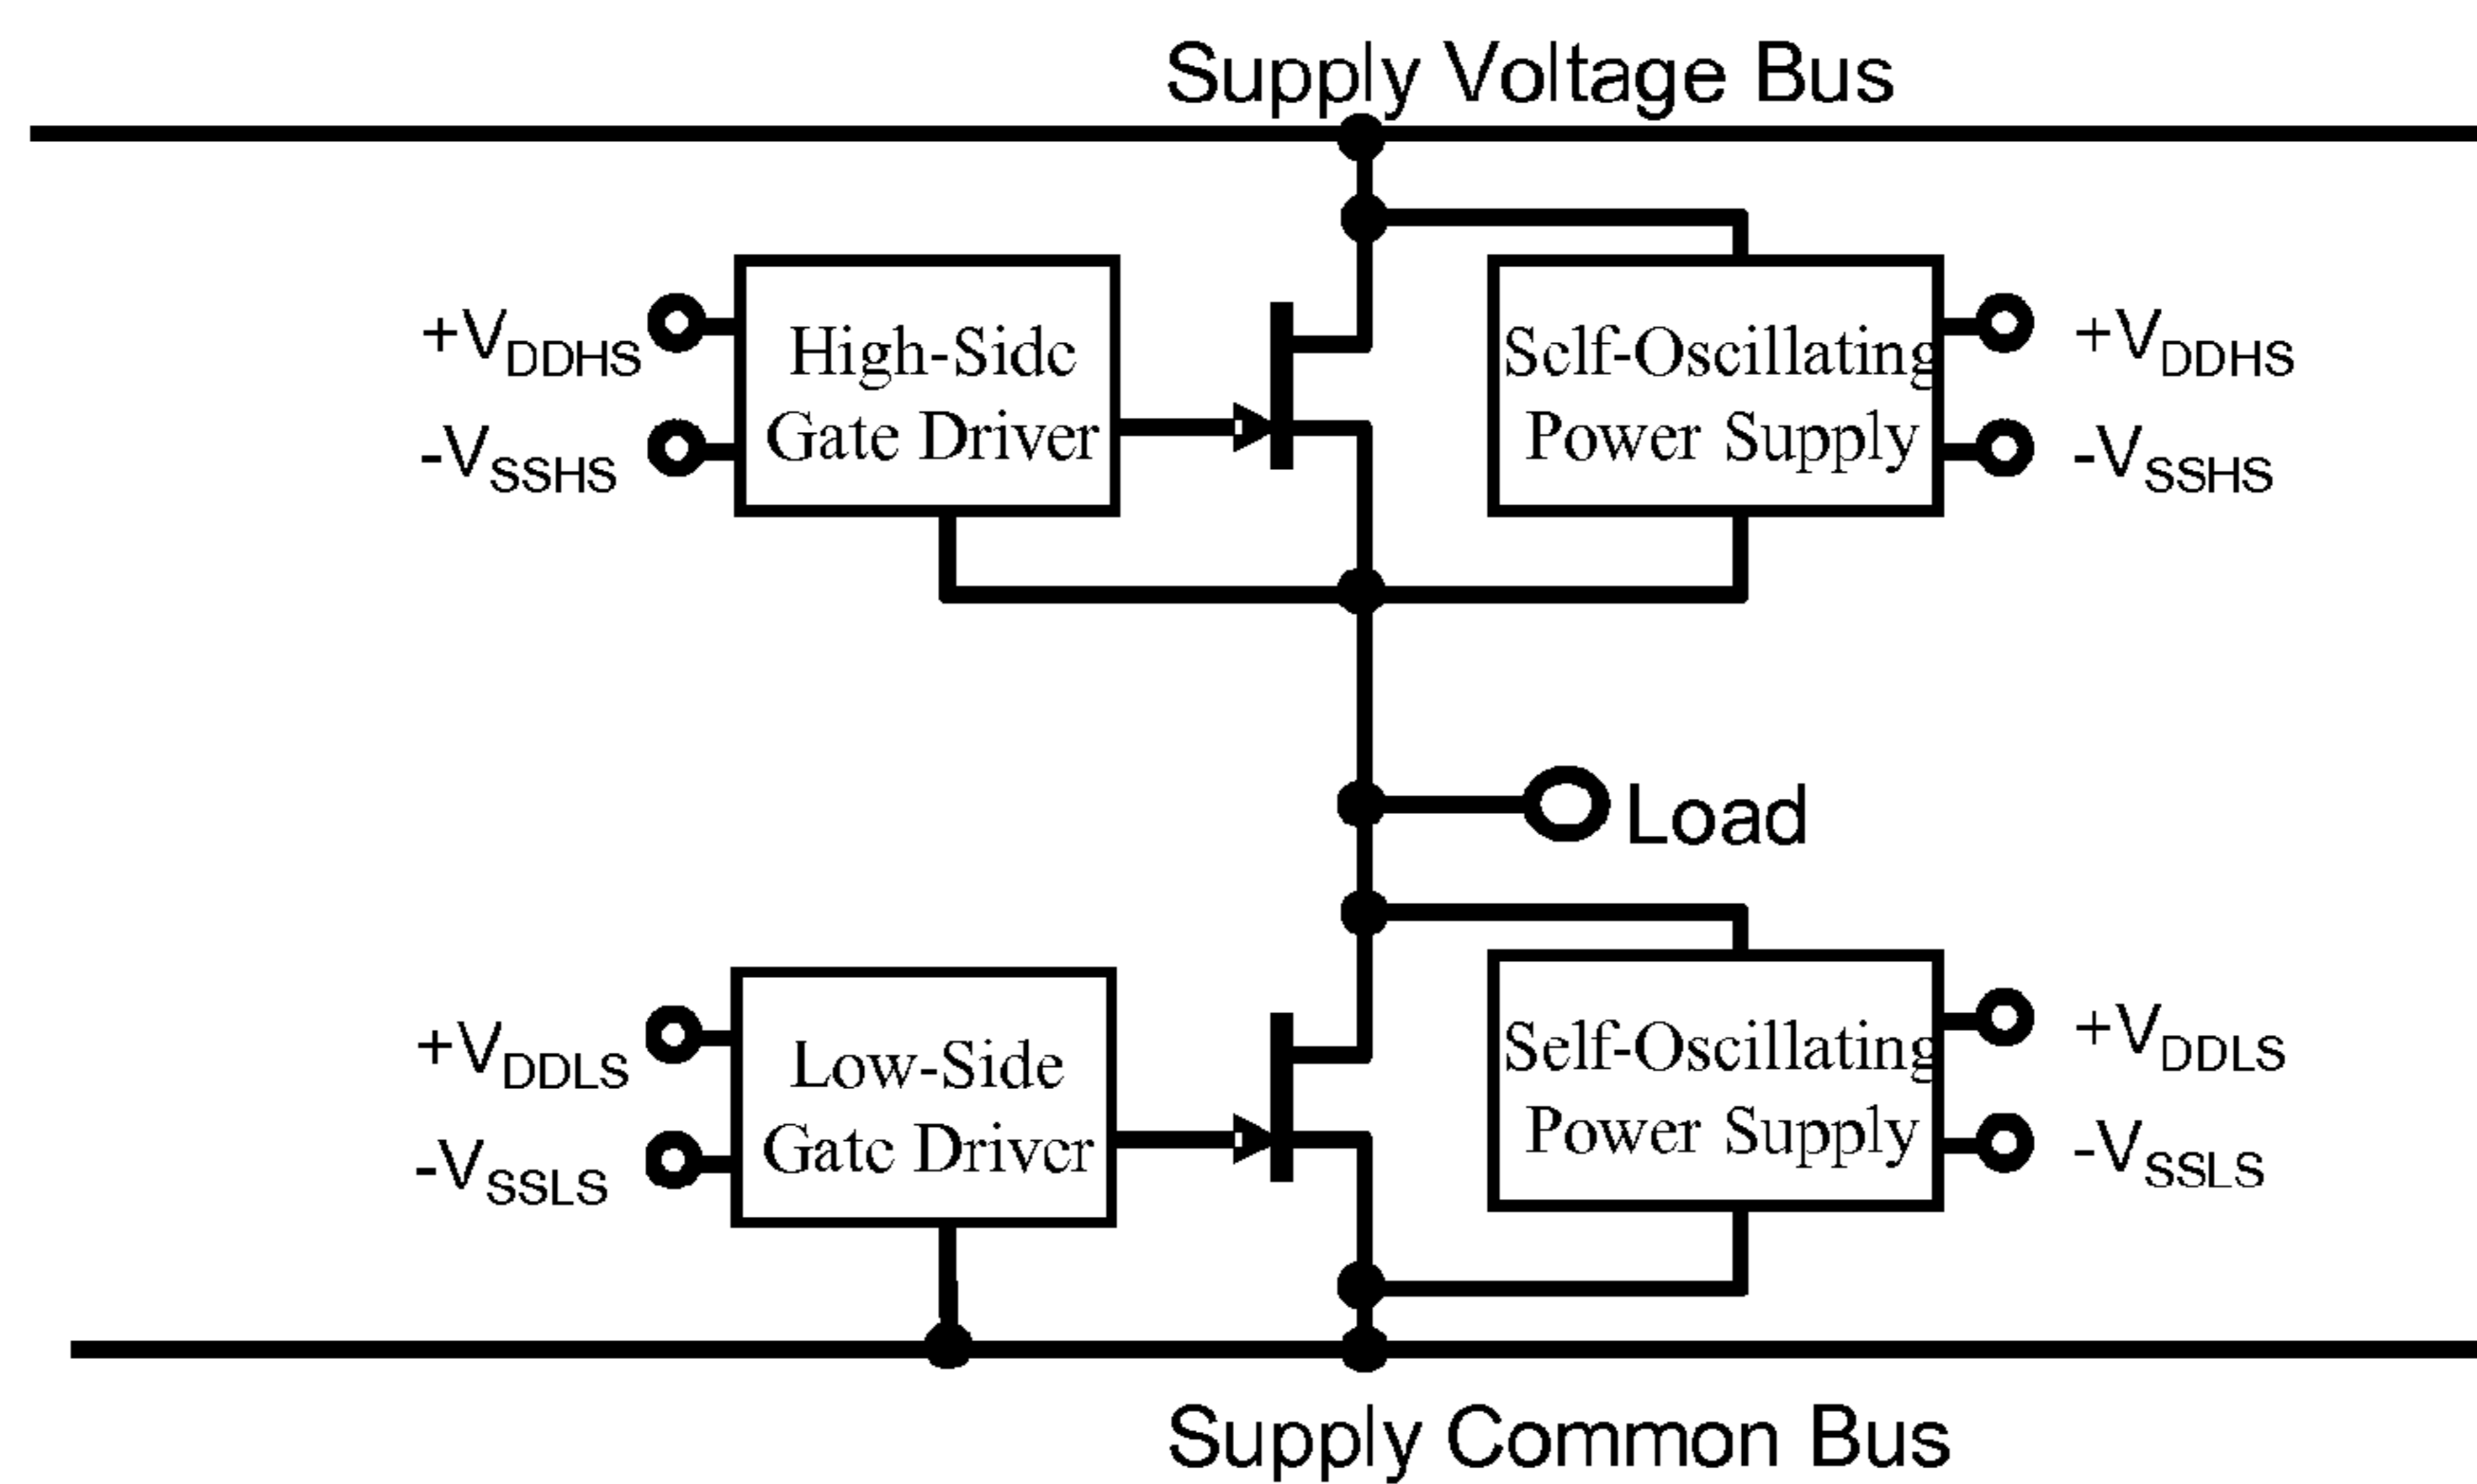 Supply Voltage Bus
+VDDHS
-VSSHS
High-Side
Gate Driver
Self-Oscillating
Power Supply
+VDDHS
-VSSHS
Load
+VDDLS
-VSSLS
Low-Side
Gate Driver
Self-Oscillating
Power Supply
+VDDLS
-VSSLS
Supply Common Bus